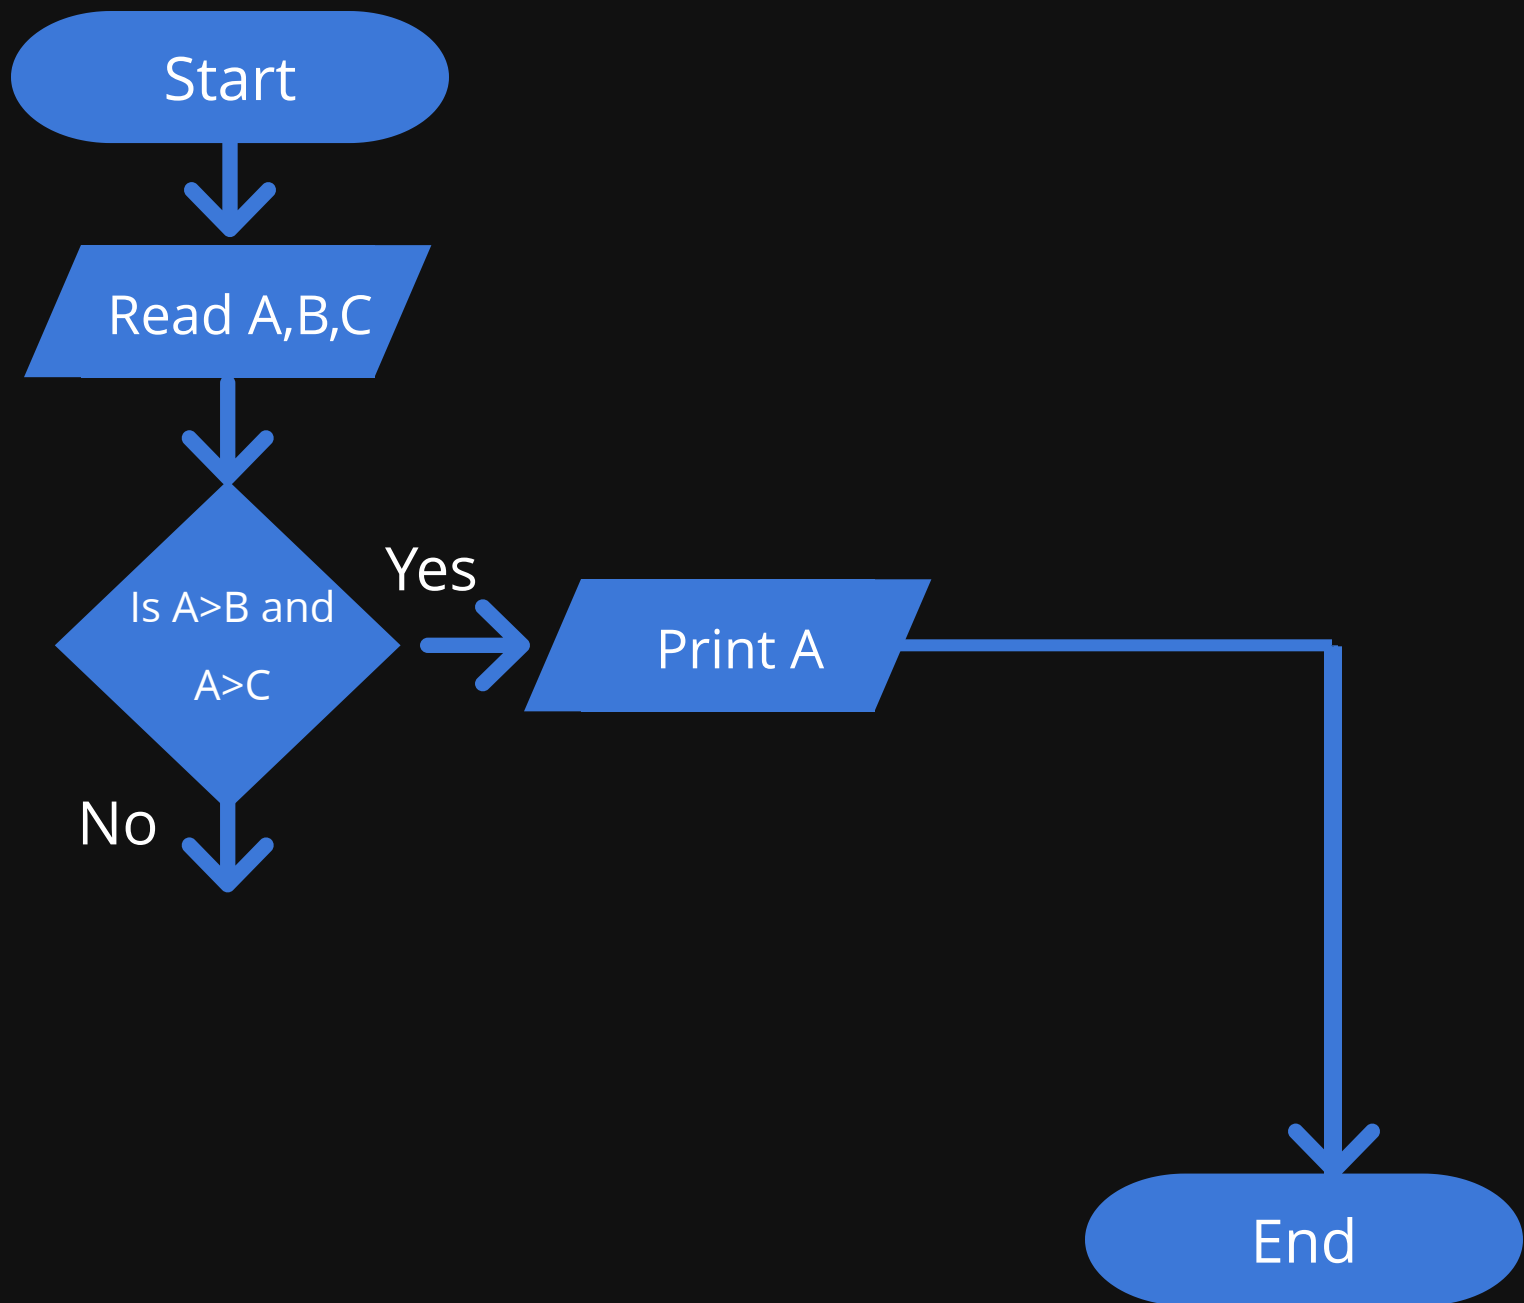 Start
Read A,B,C
Yes
Is A>B and
A>C
Print A
No
End